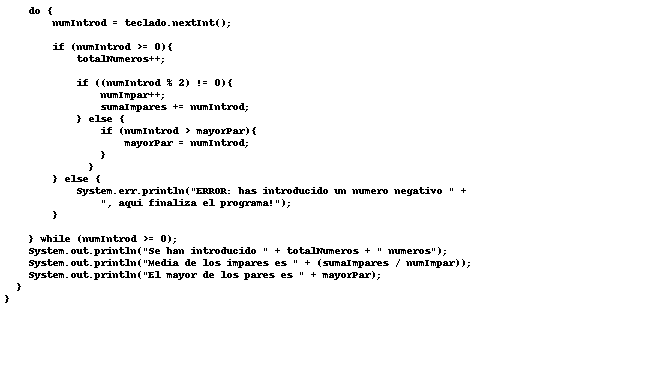 do {
numIntrod = teclado.nextInt();
if (numIntrod >= 0){
totalNumeros++;
if ((numIntrod % 2) != 0){
numImpar++;
sumaImpares += numIntrod;
} else {
if (numIntrod > mayorPar){
mayorPar = numIntrod;
}
}
} else {
System.err.println("ERROR: has introducido un numero negativo " +
", aqui finaliza el programa!");
}
} while (numIntrod >= 0);
System.out.println("Se han introducido " + totalNumeros + " numeros");
System.out.println("Media de los impares es " + (sumaImpares / numImpar));
System.out.println("El mayor de los pares es " + mayorPar);
}
}